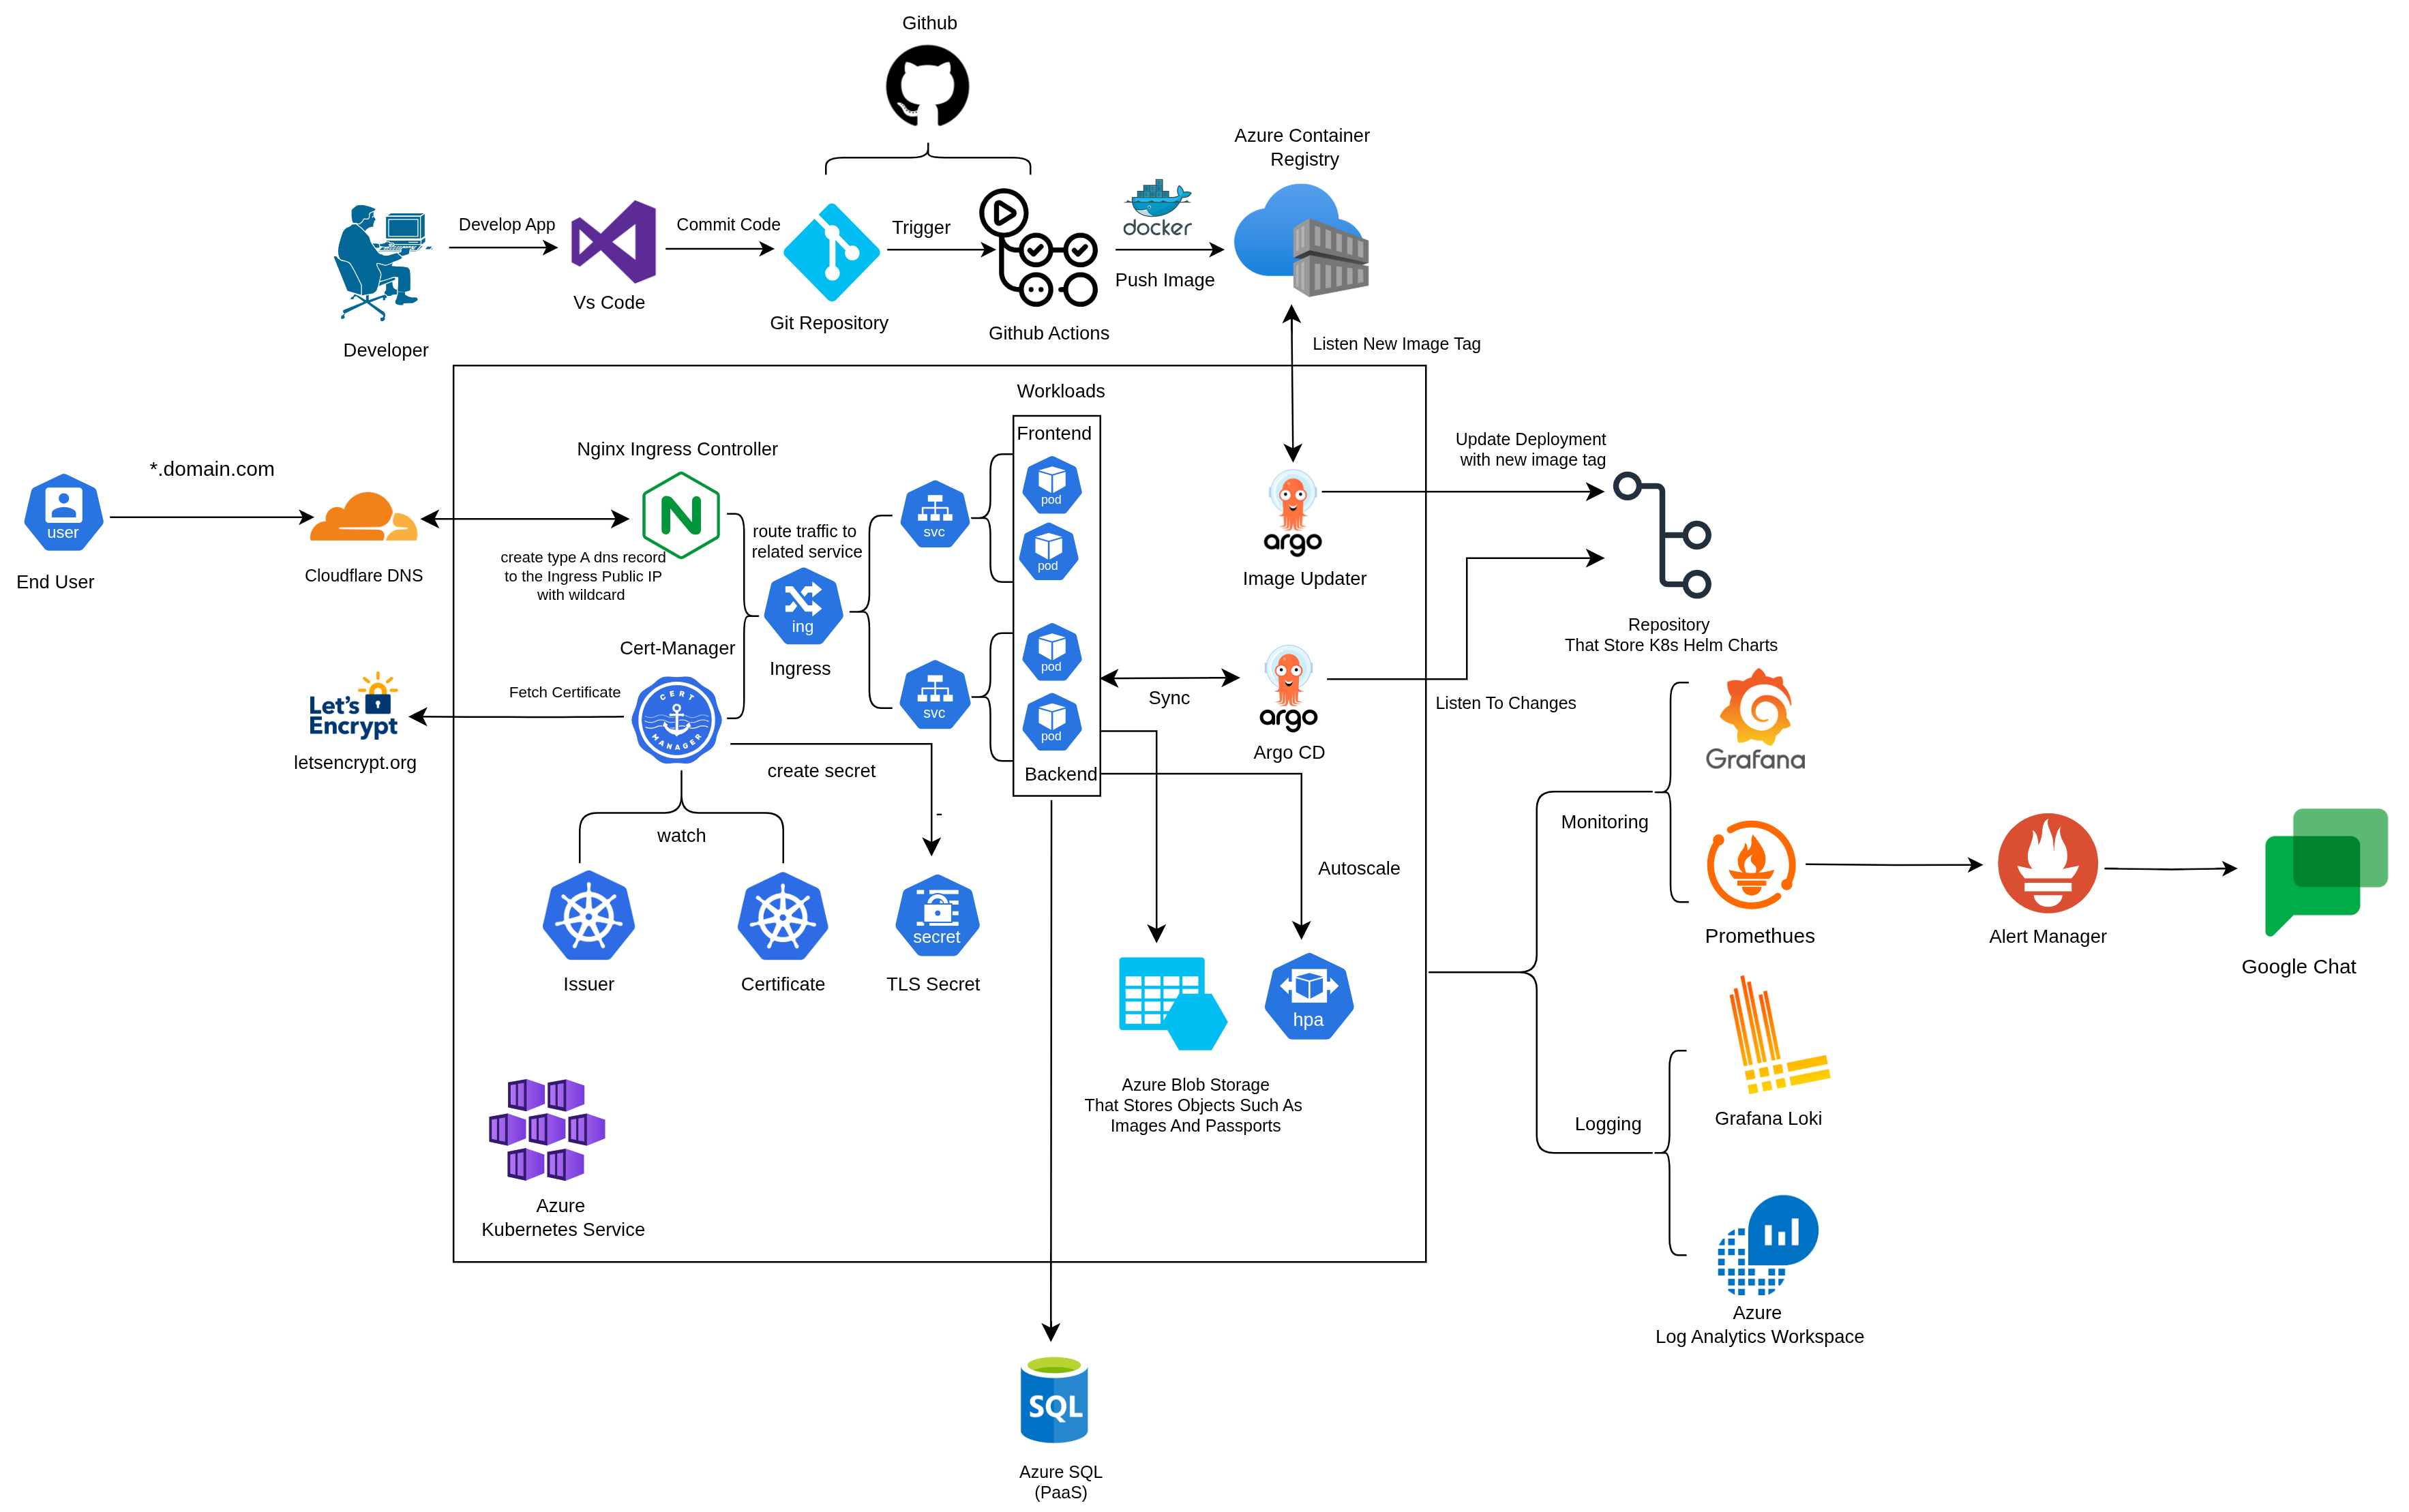 Github
Azure Container
Registry
docker
Develop App
Commit Code
Trigger
Push Image
Vs Code
Git Repository
Github Actions
Developer
Listen New Image Tag
Workloads
Frontend
Nginx Ingress Controller
Update Deployment
with new image tag
*.domain.com
user
End User
Cloudflare DNS
create type A dns record
to the Ingress Public IP
with wildcard
route traffic to
related service
svc
pod
pod
argo
Image Updater
ing
Ingress
Repository
That Store K8s Helm Charts
Cert-Manager
Fetch Certificate
CERT
MANAGER
Let's
Encrypt
letsencrypt.org
svc
pod
pod
Backend
Sync
argo
Argo CD
Listen To Changes
Grafana
create secret
-
watch
Autoscale
Monitoring
Issuer
Certificate
secret
TLS Secret
hpa
Promethues
Alert Manager
Google Chat
Azure Blob Storage
That Stores Objects Such As
Images And Passports
Logging
Grafana Loki
Azure
Kubernetes Service
Azure
Log Analytics Workspace
SQL
Azure SQL
(PaaS)